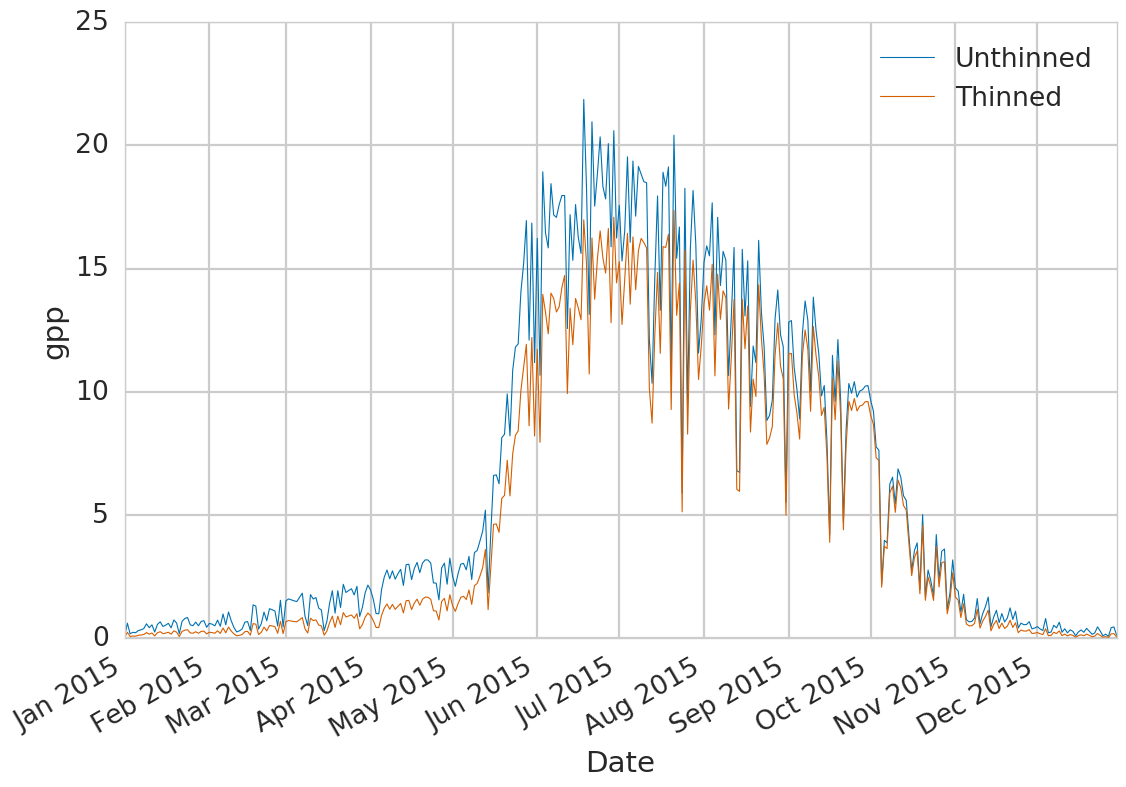 25
20
15
10
5
0
gpp
Unthinned
Thinned
Jan 2015
Feb 2015
Mar 2015
Apr 2015
May 2015
Jun 2015
Jul 2015
Aug 2015
Sep 2015
Oct 2015
Nov 2015
Dec 2015
Date